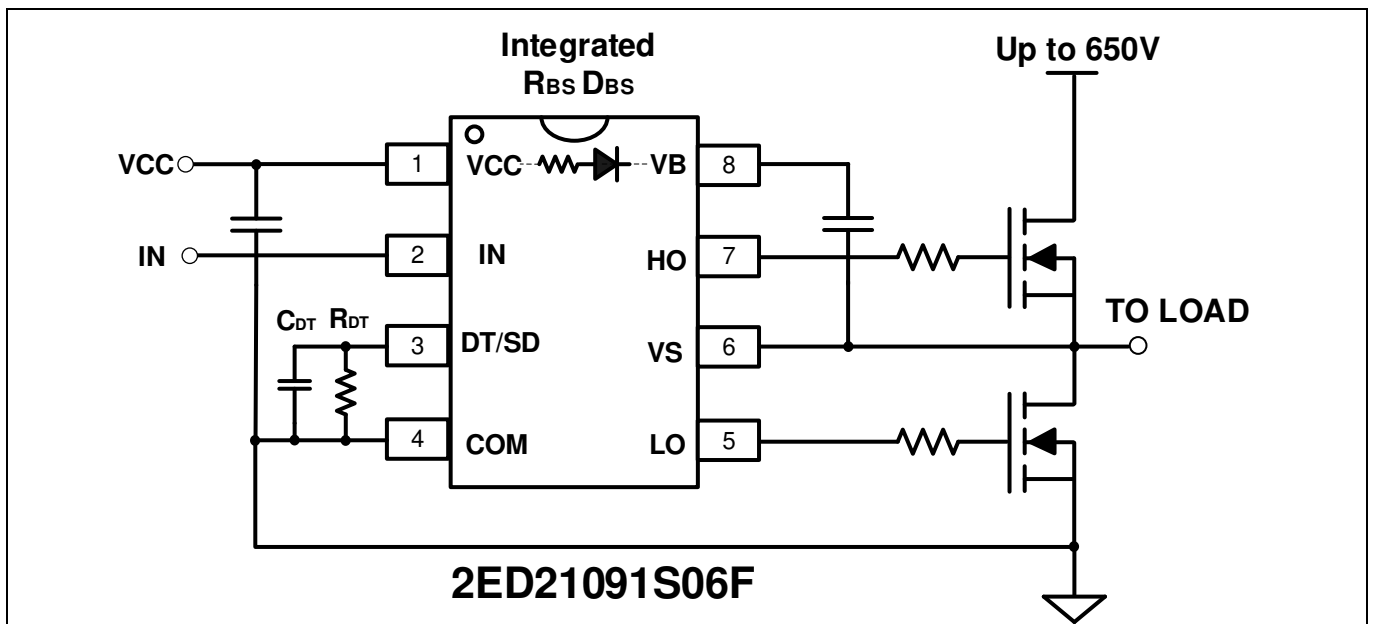 Integrated
RBS DBS
Up to 650V
VCC
1
VCC
VB
8
IN
2
IN
HO
7
CDT RDT
3
DT/SD
VS
6
TO LOAD
4
COM
LO
5
2ED21091S06F